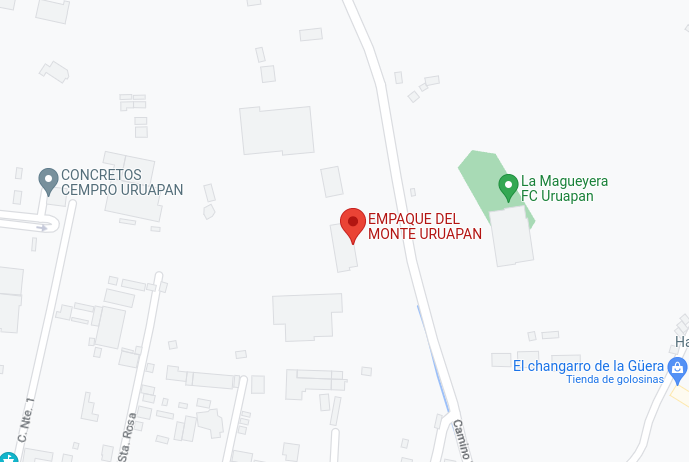 CONCRETOS
CEMPRO URUAPAN
La Magueyera
FC Uruapan
EMPAQUE DEL
MONTE URUAPAN
Ha
El changarro de la Güera
Tienda de golosinas
C. Nte. 1
Sta. Rosa
Camino